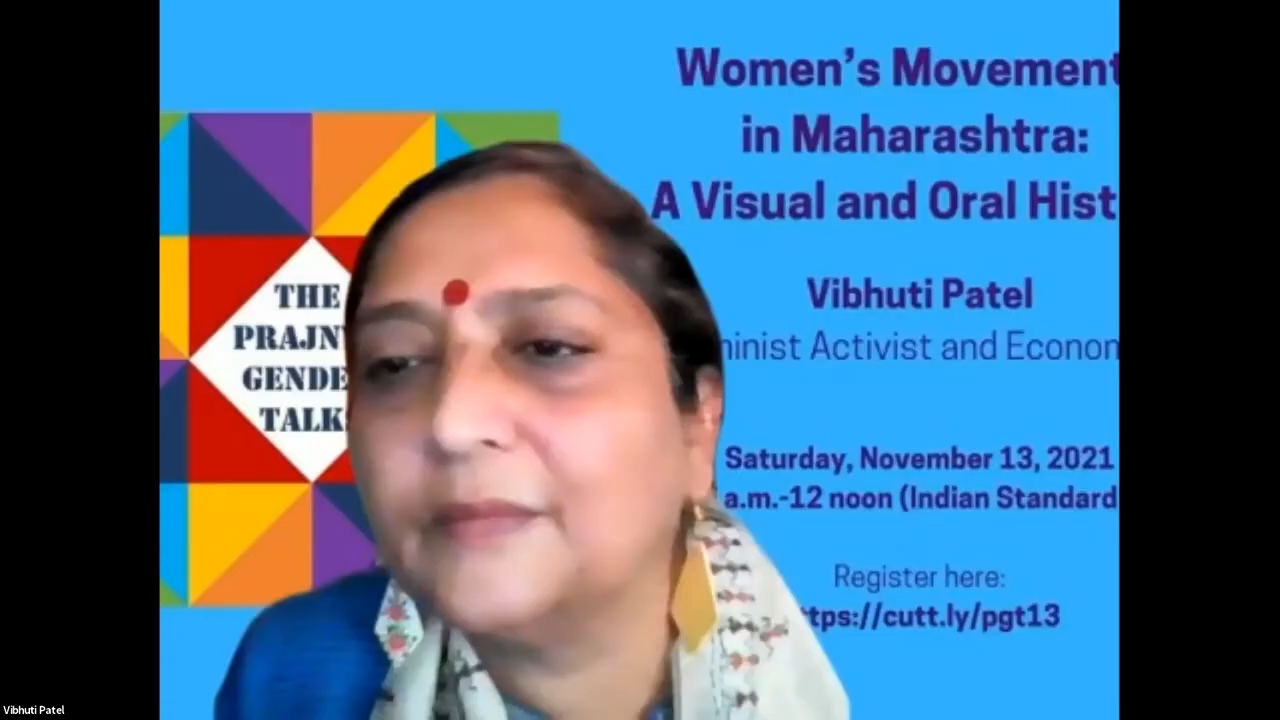 Women's Movement
in Maharashtra:
A Visual and Oral Hist
Vibhuti Patel
inist Activist and Econom
THE
PRAJN
GENDE
TALK
Saturday, November 13, 2021
a.m.-12 noon (Indian Standard
Register here:
ttps://cutt.ly/pgt13
Vibhuti Patel